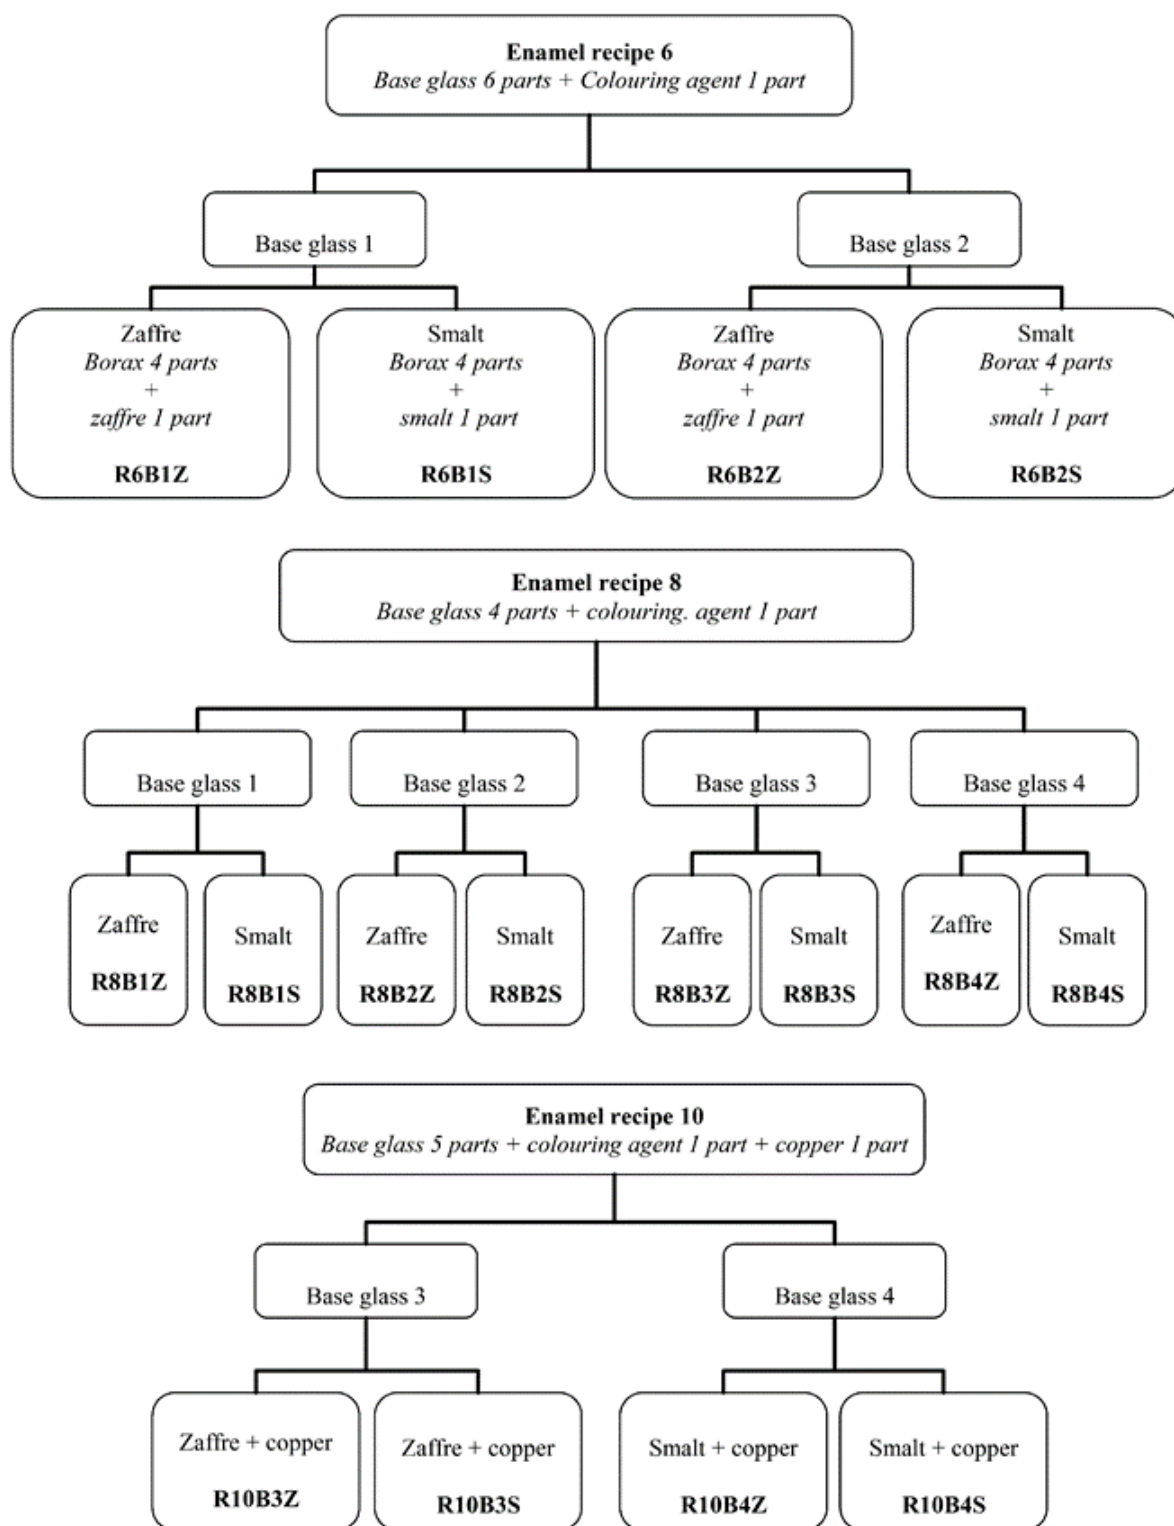 Enamel recipe 6
Base glass 6 parts + Colouring agent 1 part
Base glass 1
Base glass 2
Zaffre
Borax 4 parts
+
zaffre 1 part
R6B1Z
Smalt
Borax 4 parts
+
smalt 1 part
R6B1S
Zaffre
Borax 4 parts
+
zaffre 1 part
R6B2Z
Smalt
Borax 4 parts
+
smalt 1 part
R6B2S
Enamel recipe 8
Base glass 4 parts + colouring. agent 1 part
Base glass 1
Base glass 2
Base glass 3
Base glass 4
Zaffre
R8B1Z
Smalt
R8B1S
Zaffre
R8B2Z
Smalt
R8B2S
Zaffre
R8B3Z
Smalt
R8B3S
Zaffre
R8B4Z
Smalt
R8B4S
Enamel recipe 10
Base glass 5 parts + colouring agent 1 part + copper 1 part
Base glass 3
Base glass 4
Zaffre + copper
R10B3Z
Zaffre + copper
R10B3S
Smalt + copper
R10B4Z
Smalt + copper
R10B4S